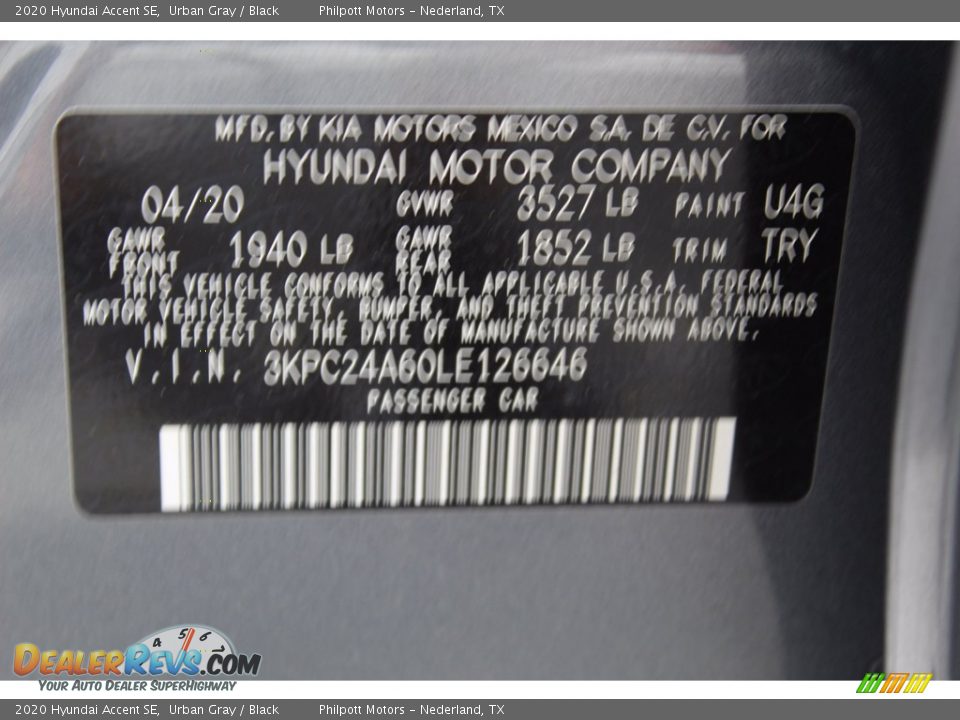 2020 Hyundai Accent SE, Urban Gray / Black Philpott Motors - Nederland, TX
MFD. BY KIA MOTORS MEXICO S.A. DE C.V. FOR
HYUNDAI MOTOR COMPANY
04/20 GVWR 3527 LB PAINT U4G
GAWR FRONT 1940 LB GAWR REAR 1852 LB TRIM TRY
THIS VEHICLE CONFORMS TO ALL APPLICABLE U.S.A. FEDERAL
MOTOR VEHICLE SAFETY, BUMPER, AND THEFT PREVENTION STANDARDS
IN EFFECT ON THE DATE OF MANUFACTURE SHOWN ABOVE.
V.I.N. 3KPC24A60LE126646
PASSENGER CAR
4 5 6 7
DEALERREVS.COM
YOUR AUTO DEALER SUPERHIGHWAY
2020 Hyundai Accent SE, Urban Gray / Black Philpott Motors - Nederland, TX